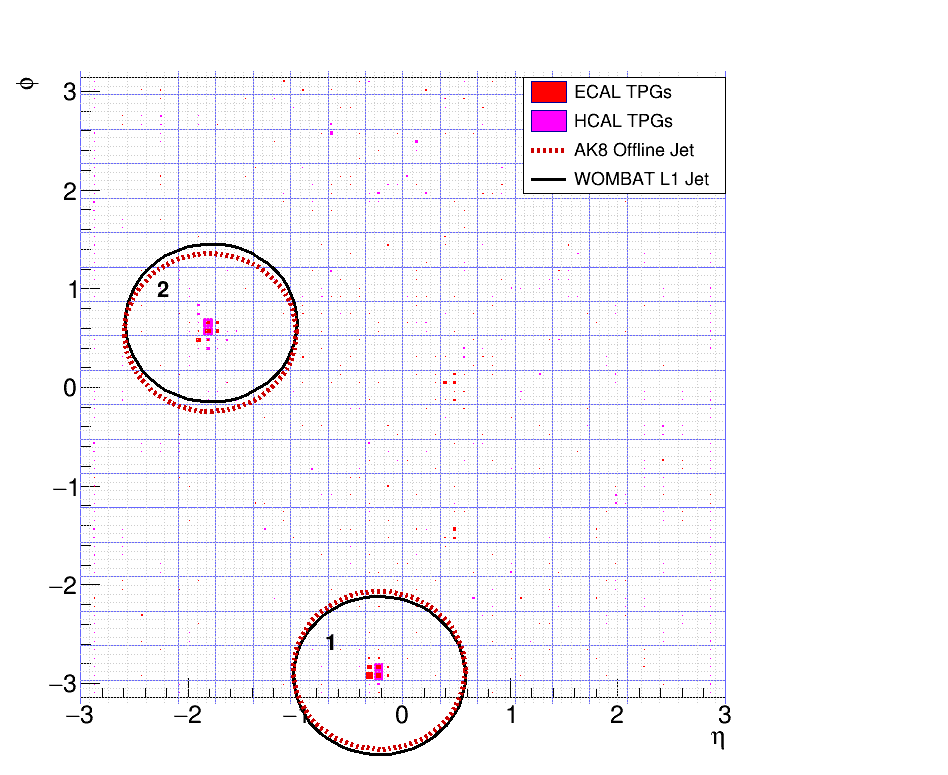 φ
3
2
1
0
−1
−2
−3
ECAL TPGs
HCAL TPGs
AK8 Offline Jet
WOMBAT L1 Jet
2
1
−3 −2 −1 0 1 2 3
η